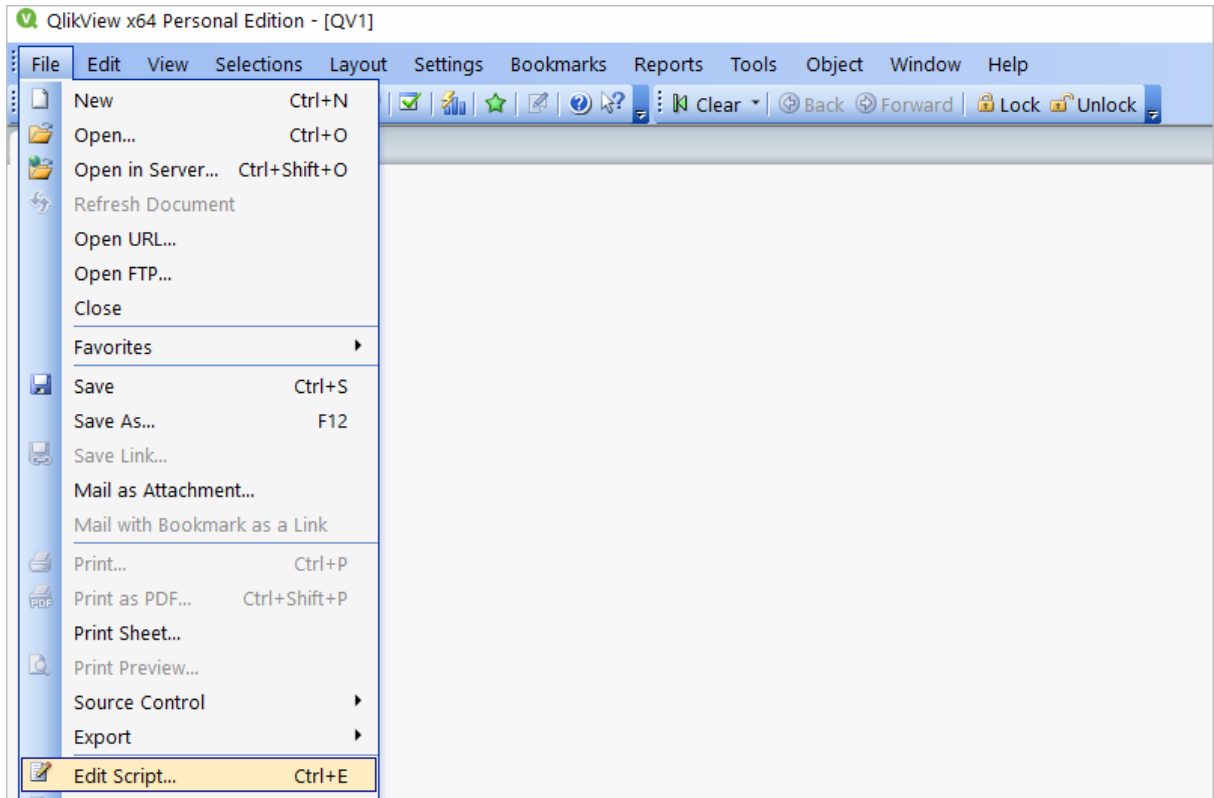 QlikView x64 Personal Edition - [QV1]
File Edit View Selections Layout Settings Bookmarks Reports Tools Object Window Help
Clear Back Forward Lock Unlock
New Ctrl+N
Open... Ctrl+O
Open in Server... Ctrl+Shift+O
Refresh Document
Open URL...
Open FTP...
Close
Favorites
Save Ctrl+S
Save As... F12
Save Link...
Mail as Attachment...
Mail with Bookmark as a Link
Print... Ctrl+P
PDF Print as PDF... Ctrl+Shift+P
Print Sheet...
Print Preview...
Source Control
Export
Edit Script... Ctrl+E